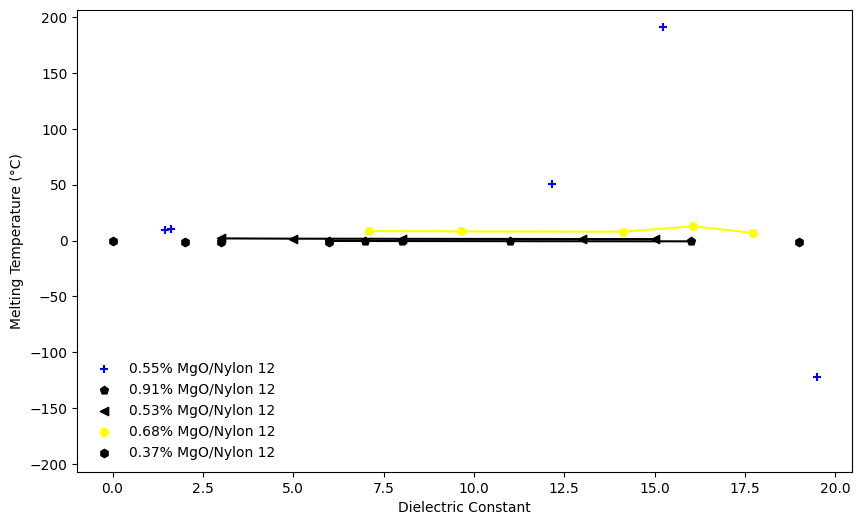 200
150
100
50
0
−50
−100
−150
−200
Melting Temperature (°C)
0.55% MgO/Nylon 12
0.91% MgO/Nylon 12
0.53% MgO/Nylon 12
0.68% MgO/Nylon 12
0.37% MgO/Nylon 12
0.0 2.5 5.0 7.5 10.0 12.5 15.0 17.5 20.0
Dielectric Constant